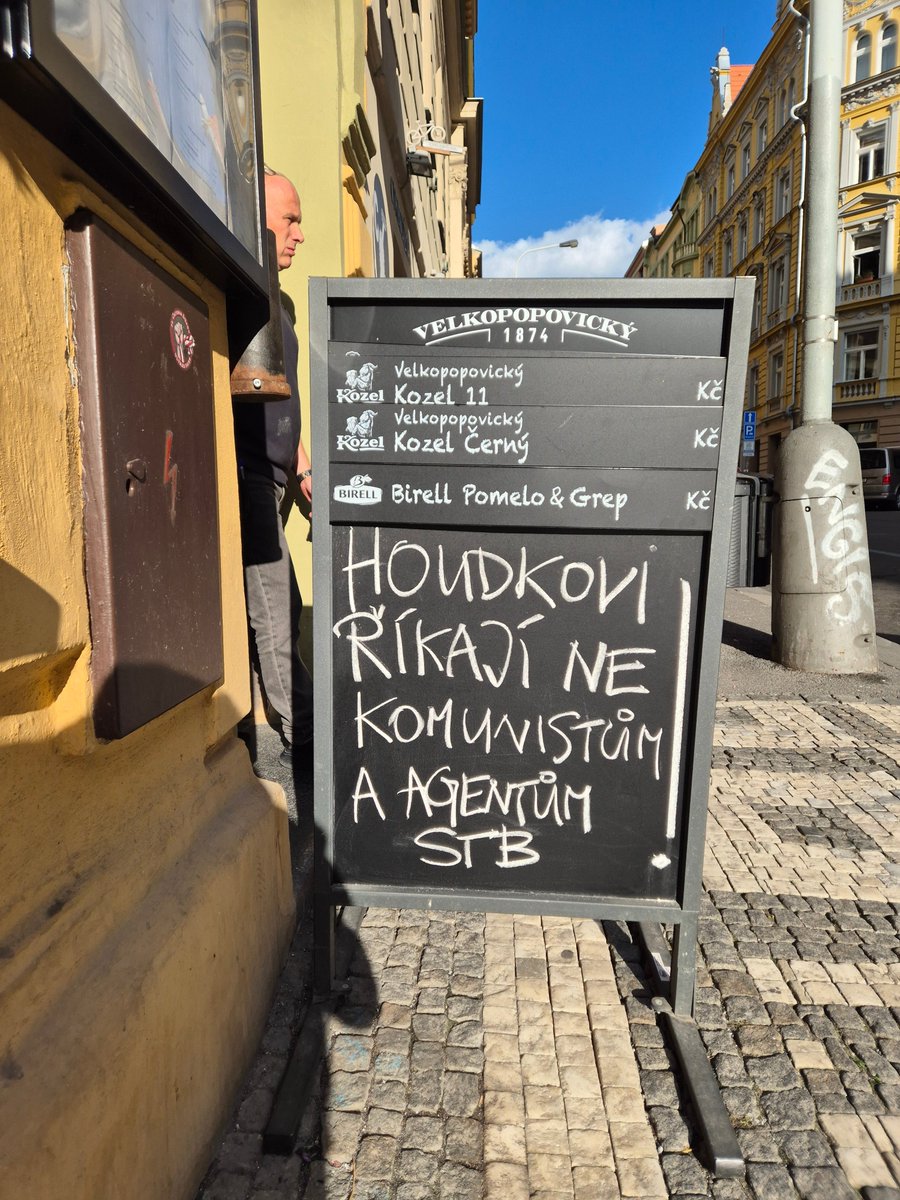 VELKOPOPOVICKÝ
1874
Kozel Velkopopovický
Kozel 11 Kč
Kozel Velkopopovický
Kozel Černý Kč
BIRELL Birell Pomelo & Grep Kč
HOUDKOVI
ŘÍKAJÍ NE
KOMUNISTŮM
A AGENTŮM
STB !
P